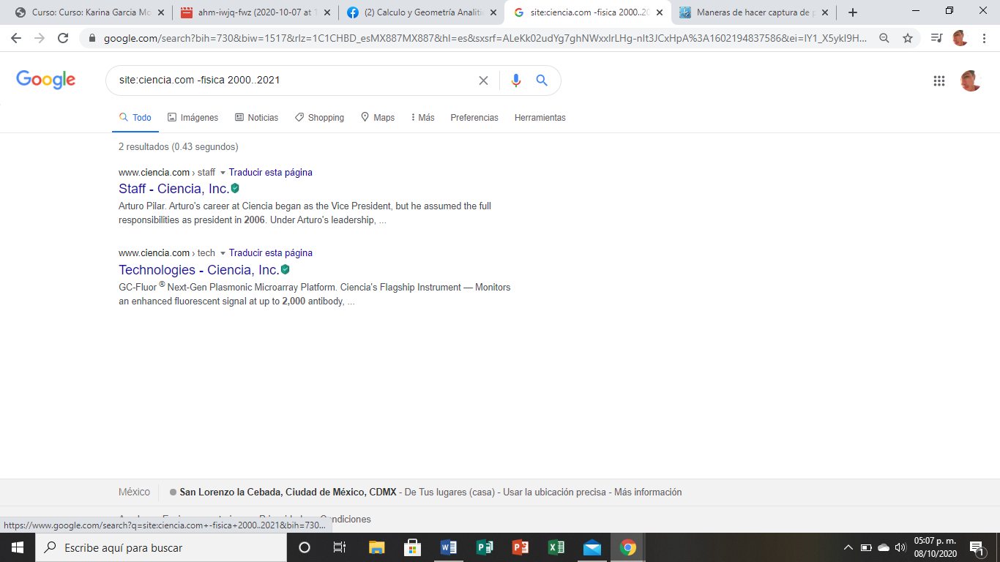 Curso: Curso: Karina Garcia Mo
ahm-iwjq-fwz (2020-10-07 at 1
(2) Calculo y Geometría Analitic
site:ciencia.com -fisica 2000..20
Maneras de hacer captura de p
google.com/search?bih=730&biw=1517&rlz=1C1CHBD_esMX887MX887&hl=es&sxsrf=ALeKk02udYg7ghNWxxlrLHg-nIt3JCxHpA%3A1602194837586&ei=lY1_X5ykI9H...
Google
site:ciencia.com -fisica 2000..2021
Todo
Imágenes
Noticias
Shopping
Maps
Más
Preferencias
Herramientas
2 resultados (0.43 segundos)
www.ciencia.com › staff Traducir esta página
Staff - Ciencia, Inc.
Arturo Pilar. Arturo's career at Ciencia began as the Vice President, but he assumed the full
responsibilities as president in 2006. Under Arturo's leadership, ...
www.ciencia.com › tech Traducir esta página
Technologies - Ciencia, Inc.
GC-Fluor ® Next-Gen Plasmonic Microarray Platform. Ciencia's Flagship Instrument — Monitors
an enhanced fluorescent signal at up to 2,000 antibody, ...
México
San Lorenzo la Cebada, Ciudad de México, CDMX - De Tus lugares (casa) - Usar la ubicación precisa - Más información
ondiciones
https://www.google.com/search?q=site:ciencia.com+-fisica+2000..2021&bih=730...
Escribe aquí para buscar
05:07 p. m.
08/10/2020
1